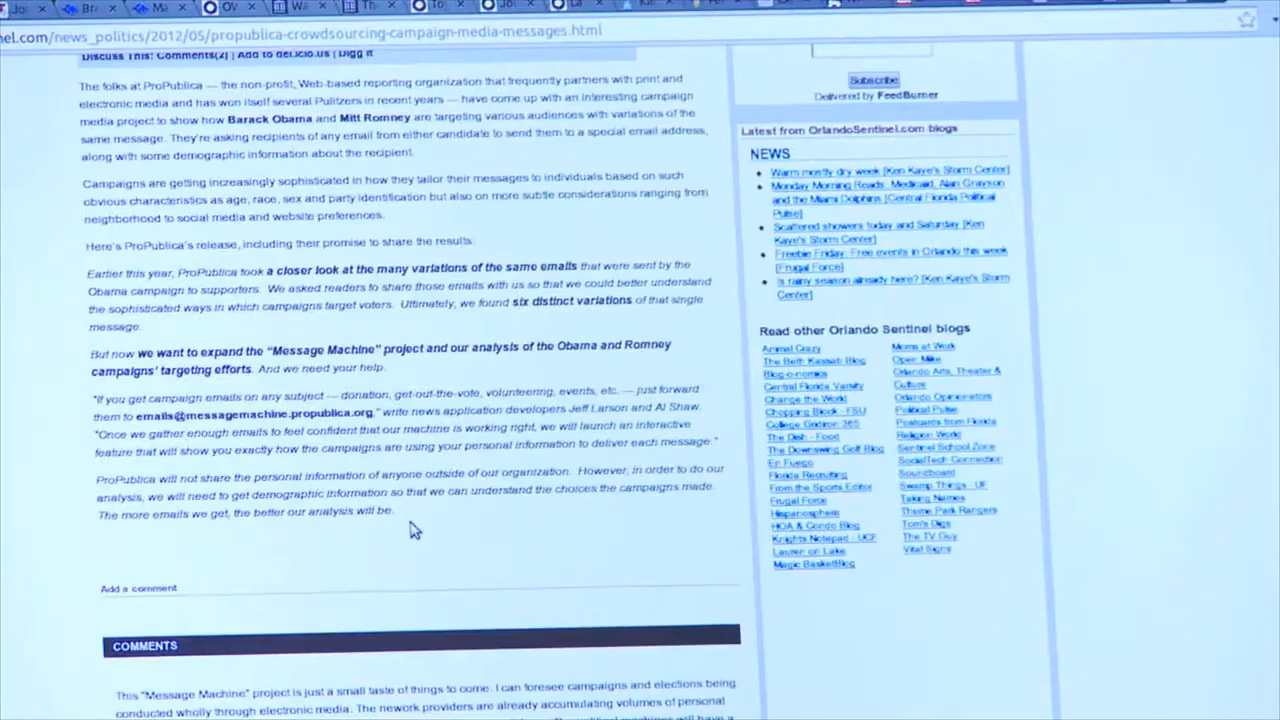 nel.com/news_politics/2012/05/propublica-crowdsourcing-campaign-media-messages.html
Discuss This: Comments(2) | Add to del.icio.us | Digg it
The folks at ProPublica — the non-profit, Web-based reporting organization that frequently partners with print and
electronic media and has won itself several Pulitzers in recent years — have come up with an interesting campaign
media project to show how Barack Obama and Mitt Romney are targeting various audiences with variations of the
same message. They're asking recipients of any email from either candidate to send them to a special email address,
along with some demographic information about the recipient.
Campaigns are getting increasingly sophisticated in how they tailor their messages to individuals based on such
obvious characteristics as age, race, sex and party identification but also on more subtle considerations ranging from
neighborhood to social media and website preferences.
Here's ProPublica's release, including their promise to share the results.
Earlier this year, ProPublica took a closer look at the many variations of the same emails that were sent by the
Obama campaign to supporters. We asked readers to share those emails with us so that we could better understand
the sophisticated ways in which campaigns target voters. Ultimately, we found six distinct variations of that single
message.
But now we want to expand the "Message Machine" project and our analysis of the Obama and Romney
campaigns' targeting efforts. And we need your help.
"If you get campaign emails on any subject — donation, get-out-the-vote, volunteering, events, etc. — just forward
them to emails@messagemachine.propublica.org," write news application developers Jeff Larson and Al Shaw.
"Once we gather enough emails to feel confident that our machine is working right, we will launch an interactive
feature that will show you exactly how the campaigns are using your personal information to deliver each message."
ProPublica will not share the personal information of anyone outside of our organization. However, in order to do our
analysis, we will need to get demographic information so that we can understand the choices the campaigns made.
The more emails we get, the better our analysis will be.
Add a comment
COMMENTS
This "Message Machine" project is just a small taste of things to come. I can foresee campaigns and elections being
conducted wholly through electronic media. The nework providers are already accumulating volumes of personal
Subscribe
Delivered by FeedBurner
Latest from OrlandoSentinel.com blogs
NEWS
Warm mostly dry week [Ken Kaye's Storm Center]
Monday Morning Reads: Medicaid, Alan Grayson
and the Miami Dolphins [Central Florida Political
Pulse]
Scattered showers today and Saturday [Ken
Kaye's Storm Center]
Freebie Friday: Free events in Orlando this week
[Frugal Force]
Is rainy season already here? [Ken Kaye's Storm
Center]
Read other Orlando Sentinel blogs
Animal Crazy
The Beth Kassab Blog
Blog-o-nomics
Central Florida Varsity
Change the World
Chopping Block - FSU
College Gridiron 365
The Dish - Food
The Downswing Golf Blog
En Fuego
Florida Recruiting
From the Sports Editor
Frugal Force
Hispanosphere
HOA & Condo Blog
Knights Notepad - UCF
Lauren on Lake
Magic BasketBlog
Moms at Work
Open Mike
Orlando Arts, Theater &
Culture
Orlando Opinionators
Political Pulse
Postcards from Florida
Religion World
Sentinel School Zone
SocialTech Connection
Soundboard
Swamp Things - UF
Taking Names
Theme Park Rangers
Tom's Digs
The TV Guy
Vital Signs